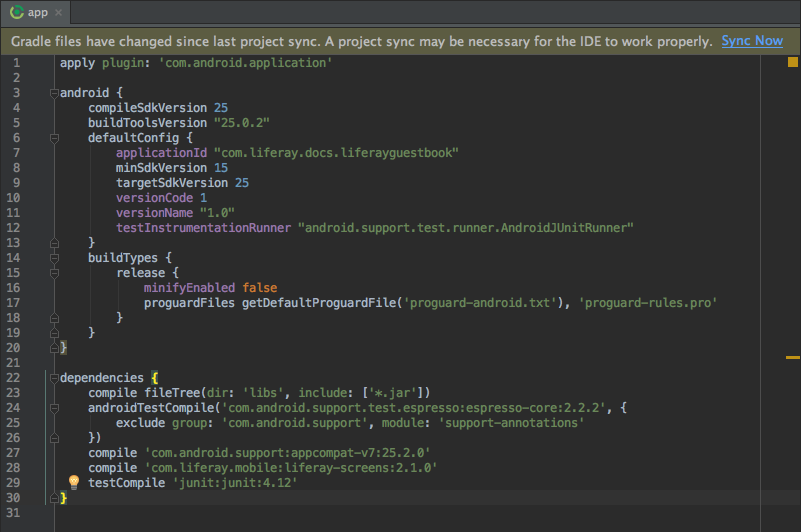 app
Gradle files have changed since last project sync. A project sync may be necessary for the IDE to work properly. Sync Now
1 apply plugin: 'com.android.application'
2
3 android {
4 compileSdkVersion 25
5 buildToolsVersion "25.0.2"
6 defaultConfig {
7 applicationId "com.liferay.docs.liferayguestbook"
8 minSdkVersion 15
9 targetSdkVersion 25
10 versionCode 1
11 versionName "1.0"
12 testInstrumentationRunner "android.support.test.runner.AndroidJUnitRunner"
13 }
14 buildTypes {
15 release {
16 minifyEnabled false
17 proguardFiles getDefaultProguardFile('proguard-android.txt'), 'proguard-rules.pro'
18 }
19 }
20 }
21
22 dependencies {
23 compile fileTree(dir: 'libs', include: ['*.jar'])
24 androidTestCompile('com.android.support.test.espresso:espresso-core:2.2.2', {
25 exclude group: 'com.android.support', module: 'support-annotations'
26 })
27 compile 'com.android.support:appcompat-v7:25.2.0'
28 compile 'com.liferay.mobile:liferay-screens:2.1.0'
29 testCompile 'junit:junit:4.12'
30 }
31